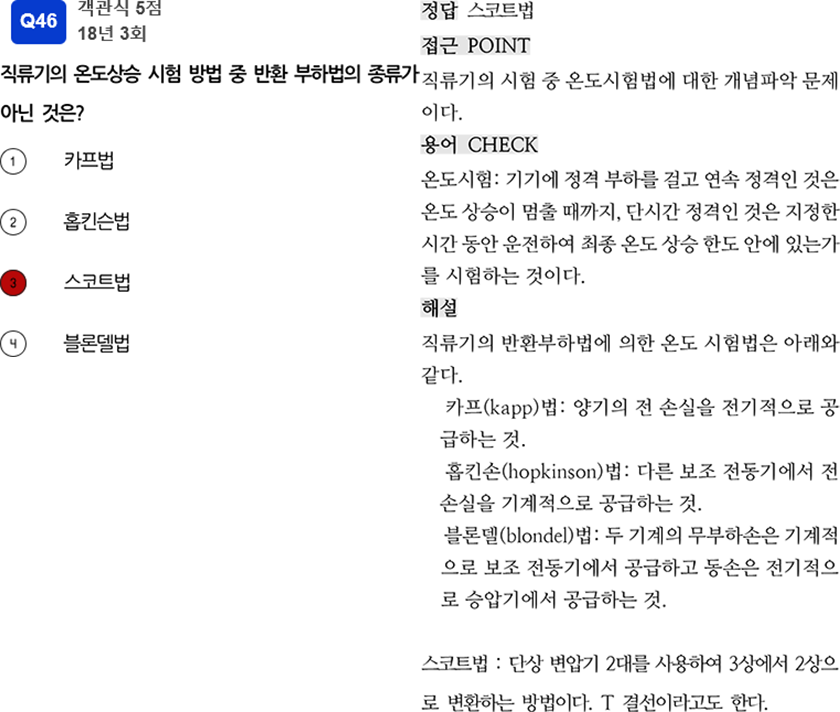 Q46
객관식 5점
18년 3회
직류기의 온도상승 시험 방법 중 반환 부하법의 종류가
아닌 것은?
1 카프법
2 홉킨슨법
3 스코트법
4 블론델법
정답 스코트법
접근 POINT
직류기의 시험 중 온도시험법에 대한 개념파악 문제
이다.
용어 CHECK
온도시험: 기기에 정격 부하를 걸고 연속 정격인 것은
온도 상승이 멈출 때까지, 단시간 정격인 것은 지정한
시간 동안 운전하여 최종 온도 상승 한도 안에 있는가
를 시험하는 것이다.
해설
직류기의 반환부하법에 의한 온도 시험법은 아래와
같다.
카프(kapp)법: 양기의 전 손실을 전기적으로 공
급하는 것.
홉킨손(hopkinson)법: 다른 보조 전동기에서 전
손실을 기계적으로 공급하는 것.
블론델(blondel)법: 두 기계의 무부하손은 기계적
으로 보조 전동기에서 공급하고 동손은 전기적으
로 승압기에서 공급하는 것.
스코트법 : 단상 변압기 2대를 사용하여 3상에서 2상으
로 변환하는 방법이다. T 결선이라고도 한다.